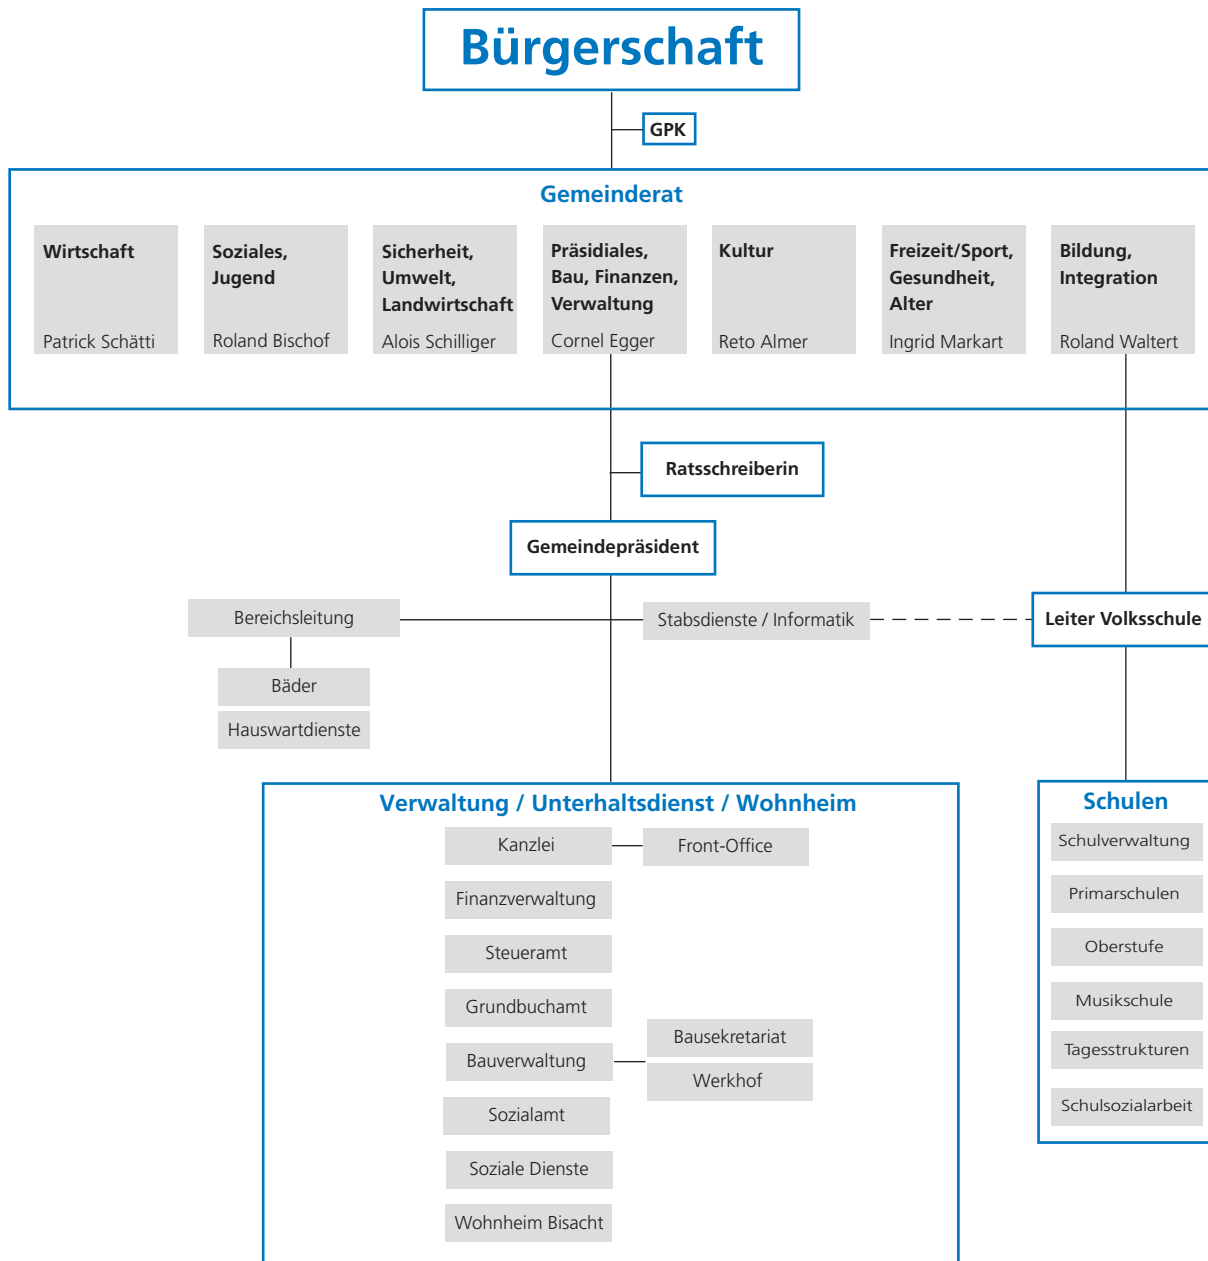 Bürgerschaft
GPK
Gemeinderat
Wirtschaft
Patrick Schätti
Soziales,
Jugend
Roland Bischof
Sicherheit,
Umwelt,
Landwirtschaft
Alois Schilliger
Präsidiales,
Bau, Finanzen,
Verwaltung
Cornel Egger
Kultur
Reto Almer
Freizeit/Sport,
Gesundheit,
Alter
Ingrid Markart
Bildung,
Integration
Roland Waltert
Ratsschreiberin
Gemeindepräsident
Bereichsleitung
Stabsdienste / Informatik
Leiter Volksschule
Bäder
Hauswartdienste
Verwaltung / Unterhaltsdienst / Wohnheim
Kanzlei
Front-Office
Finanzverwaltung
Steueramt
Grundbuchamt
Bauverwaltung
Bausekretariat
Werkhof
Sozialamt
Soziale Dienste
Wohnheim Bisacht
Schulen
Schulverwaltung
Primarschulen
Oberstufe
Musikschule
Tagesstrukturen
Schulsozialarbeit